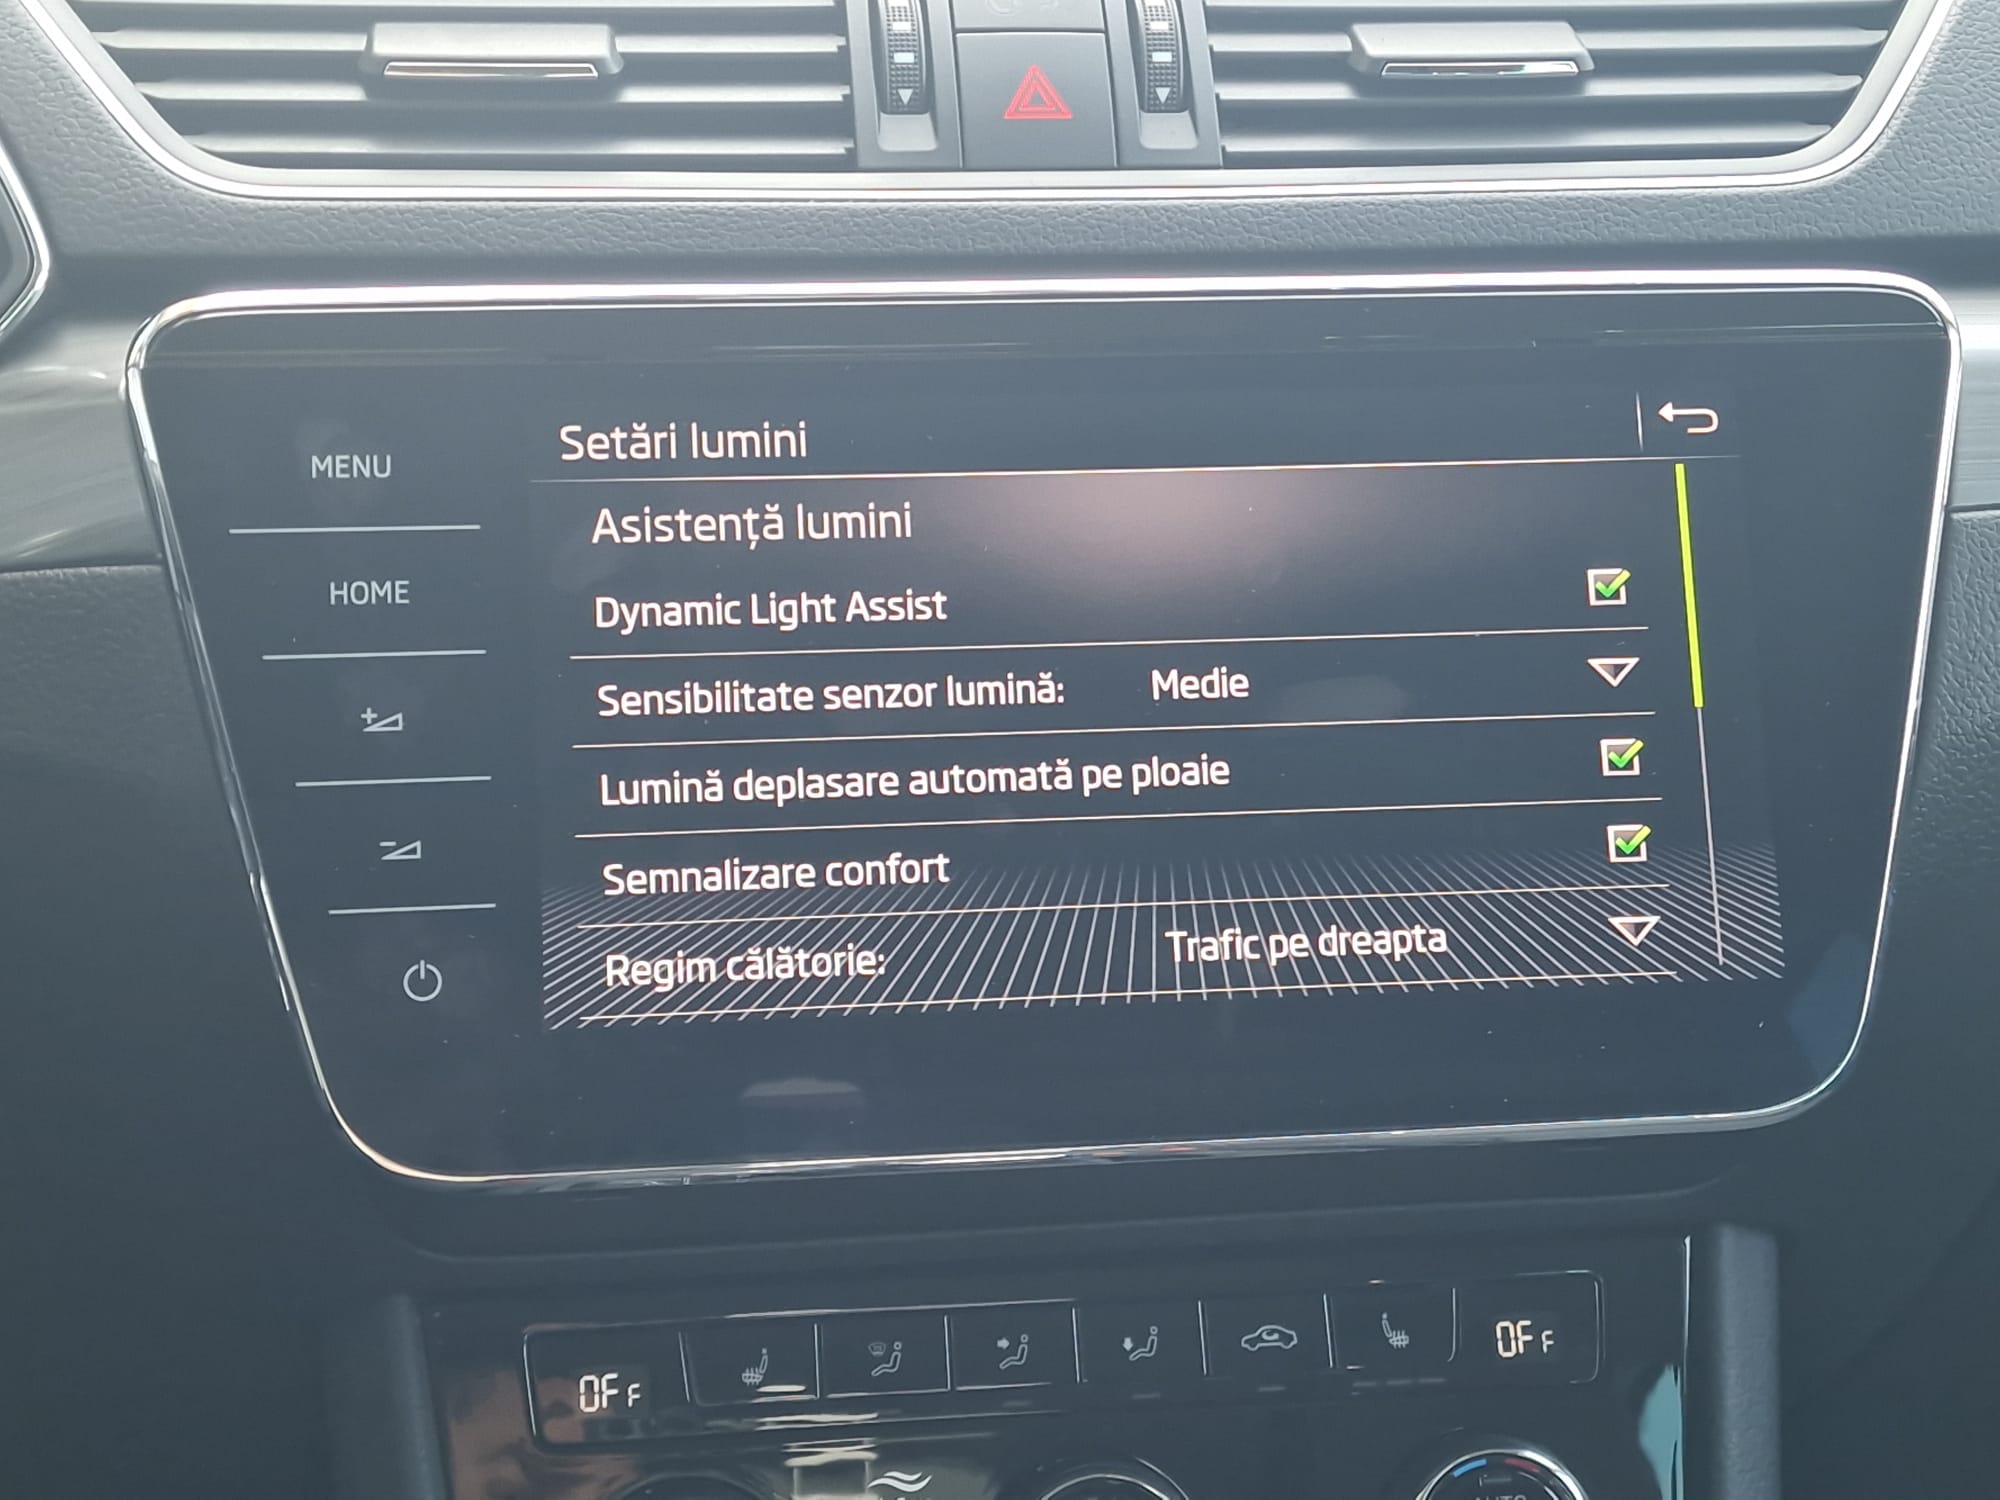 MENU
HOME
Setări lumini
Asistență lumini
Dynamic Light Assist
Sensibilitate senzor lumină: Medie
Lumină deplasare automată pe ploaie
Semnalizare confort
Regim călătorie: Trafic pe dreapta
OFF
OFF